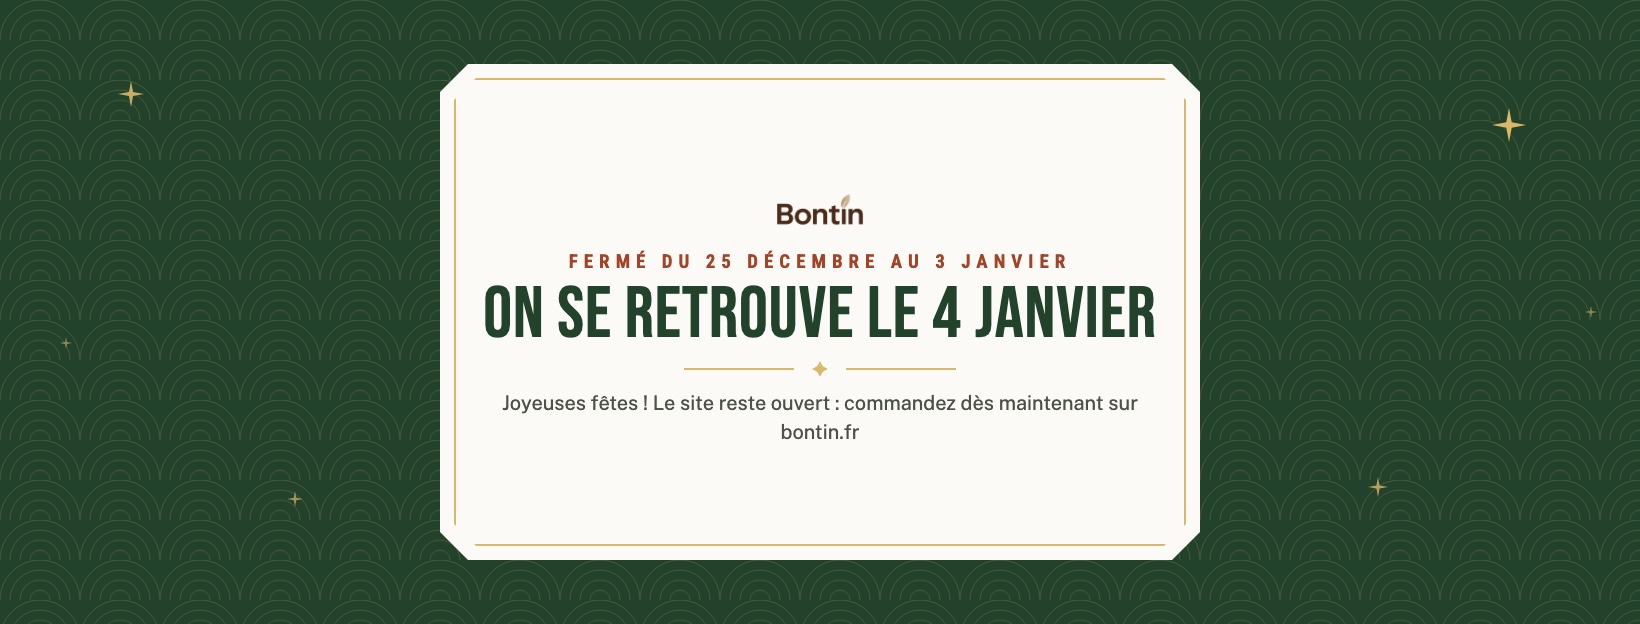 Bontin
FERMÉ DU 25 DÉCEMBRE AU 3 JANVIER
ON SE RETROUVE LE 4 JANVIER
Joyeuses fêtes ! Le site reste ouvert : commandez dès maintenant sur
bontin.fr